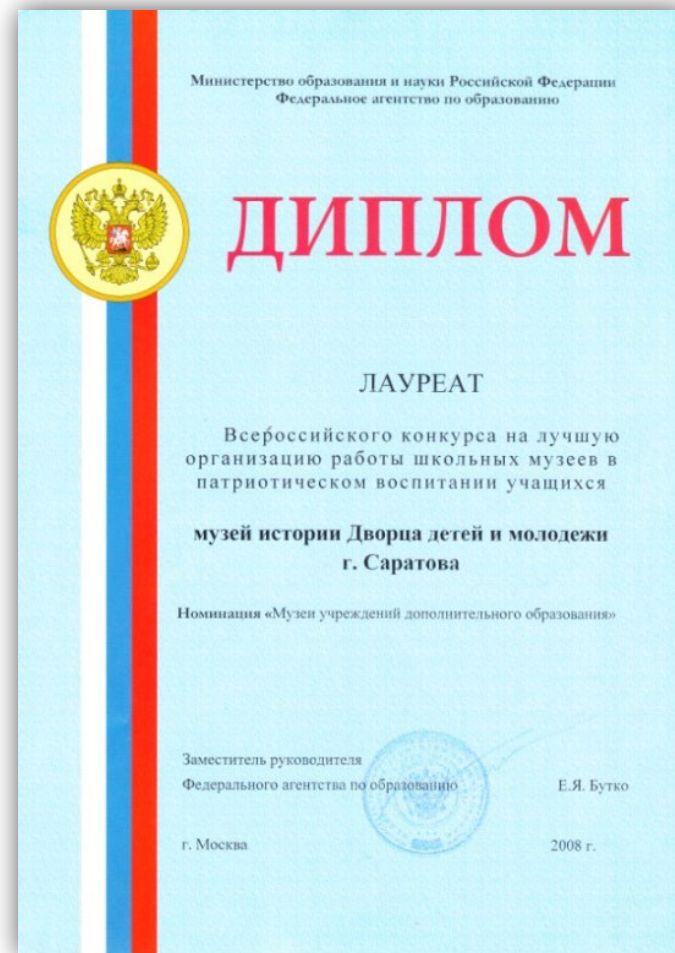 Министерство образования и науки Российской Федерации
Федеральное агентство по образованию
ДИПЛОМ
ЛАУРЕАТ
Всероссийского конкурса на лучшую
организацию работы школьных музеев в
патриотическом воспитании учащихся
музей истории Дворца детей и молодежи
г. Саратова
Номинация «Музеи учреждений дополнительного образования»
Заместитель руководителя
Федерального агентства по образованию Е.Я. Бутко
г. Москва 2008 г.